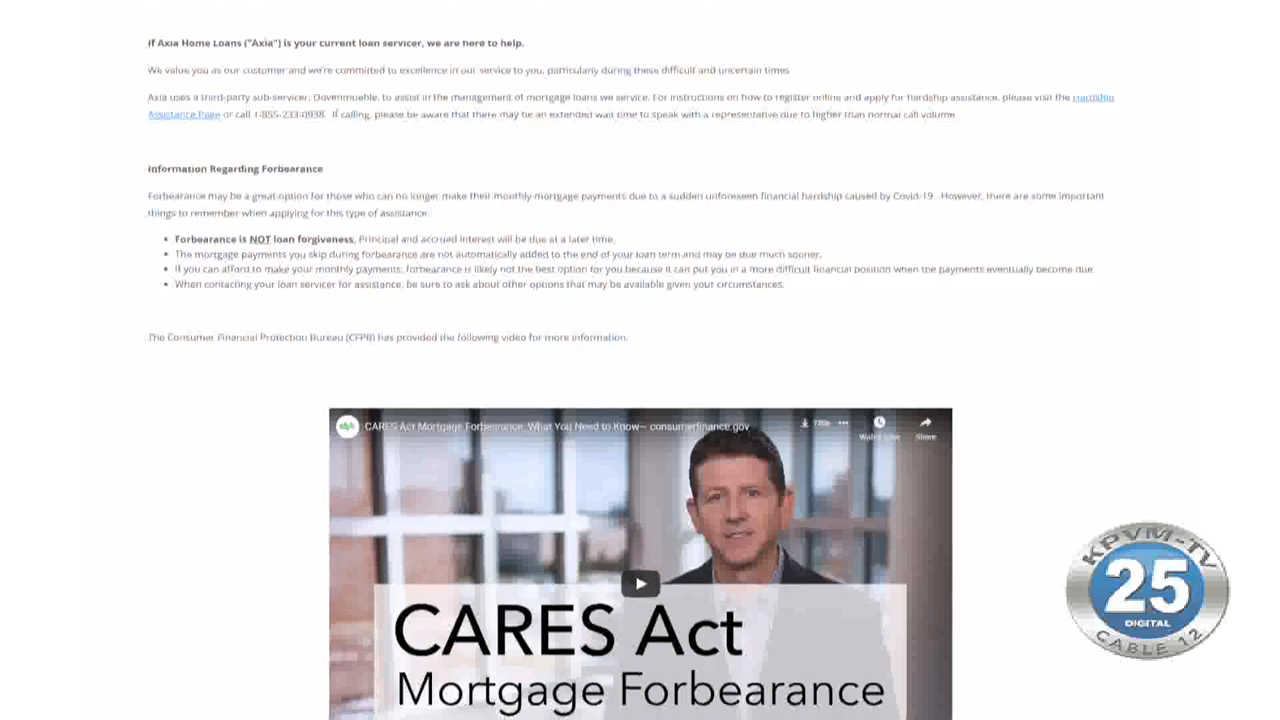 If Axia Home Loans ("Axia") is your current loan servicer, we are here to help.
We value you as our customer and we're committed to excellence in our service to you, particularly during these difficult and uncertain times
Axia uses a third-party sub-servicer, Dovenmuehle, to assist in the management of mortgage loans we service. For instructions on how to register online and apply for hardship assistance, please visit the Hardship
Assistance Page or call 1-855-233-0938. If calling, please be aware that there may be an extended wait time to speak with a representative due to higher than normal call volume
Information Regarding Forbearance
Forbearance may be a great option for those who can no longer make their monthly mortgage payments due to a sudden unforeseen financial hardship caused by Covid-19. However, there are some important
things to remember when applying for this type of assistance
• Forbearance is NOT loan forgiveness. Principal and accrued interest will be due at a later time.
• The mortgage payments you skip during forbearance are not automatically added to the end of your loan term and may be due much sooner.
• If you can afford to make your monthly payments, forbearance is likely not the best option for you because it can put you in a more difficult financial position when the payments eventually become due
• When contacting your loan servicer for assistance, be sure to ask about other options that may be available given your circumstances.
The Consumer Financial Protection Bureau (CFPB) has provided the following video for more information:
cfpb CARES Act Mortgage Forbearance: What You Need to Know— consumerfinance.gov 720p
Watch later Share
CARES Act
Mortgage Forbearance
KPVM-TV
25
DIGITAL
CABLE 12